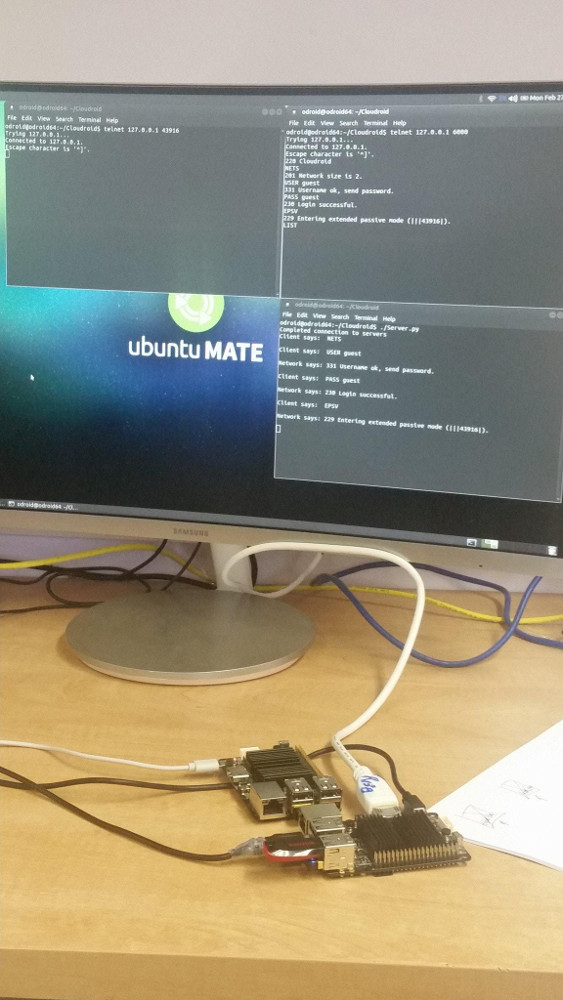 odroid@odroid64: ~/Cloudroid
File Edit View Search Terminal Help
odroid@odroid64:~/Cloudroid$ telnet 127.0.0.1 43916
Trying 127.0.0.1...
Connected to 127.0.0.1.
Escape character is '^]'.
Mon Feb 27
odroid@odroid64: ~/Cloudroid
File Edit View Search Terminal Help
odroid@odroid64:~/Cloudroid$ telnet 127.0.0.1 6000
Trying 127.0.0.1...
Connected to 127.0.0.1.
Escape character is '^]'.
220 Cloudroid
NETS
201 Network size is 2.
USER guest
331 Username ok, send password.
PASS guest
230 Login successful.
EPSV
229 Entering extended passive mode (|||43916|).
LIST
ubuntu MATE
odroid@odroid64: ~/Cloudroid
File Edit View Search Terminal Help
odroid@odroid64:~/Cloudroid$ ./Server.py
Completed connection to servers
Client says: NETS
Client says: USER guest
Network says: 331 Username ok, send password.
Client says: PASS guest
Network says: 230 Login successful.
Client says: EPSV
Network says: 229 Entering extended passive mode (|||43916|).
odroid@odroid64: ~/Cl...
SAMSUNG